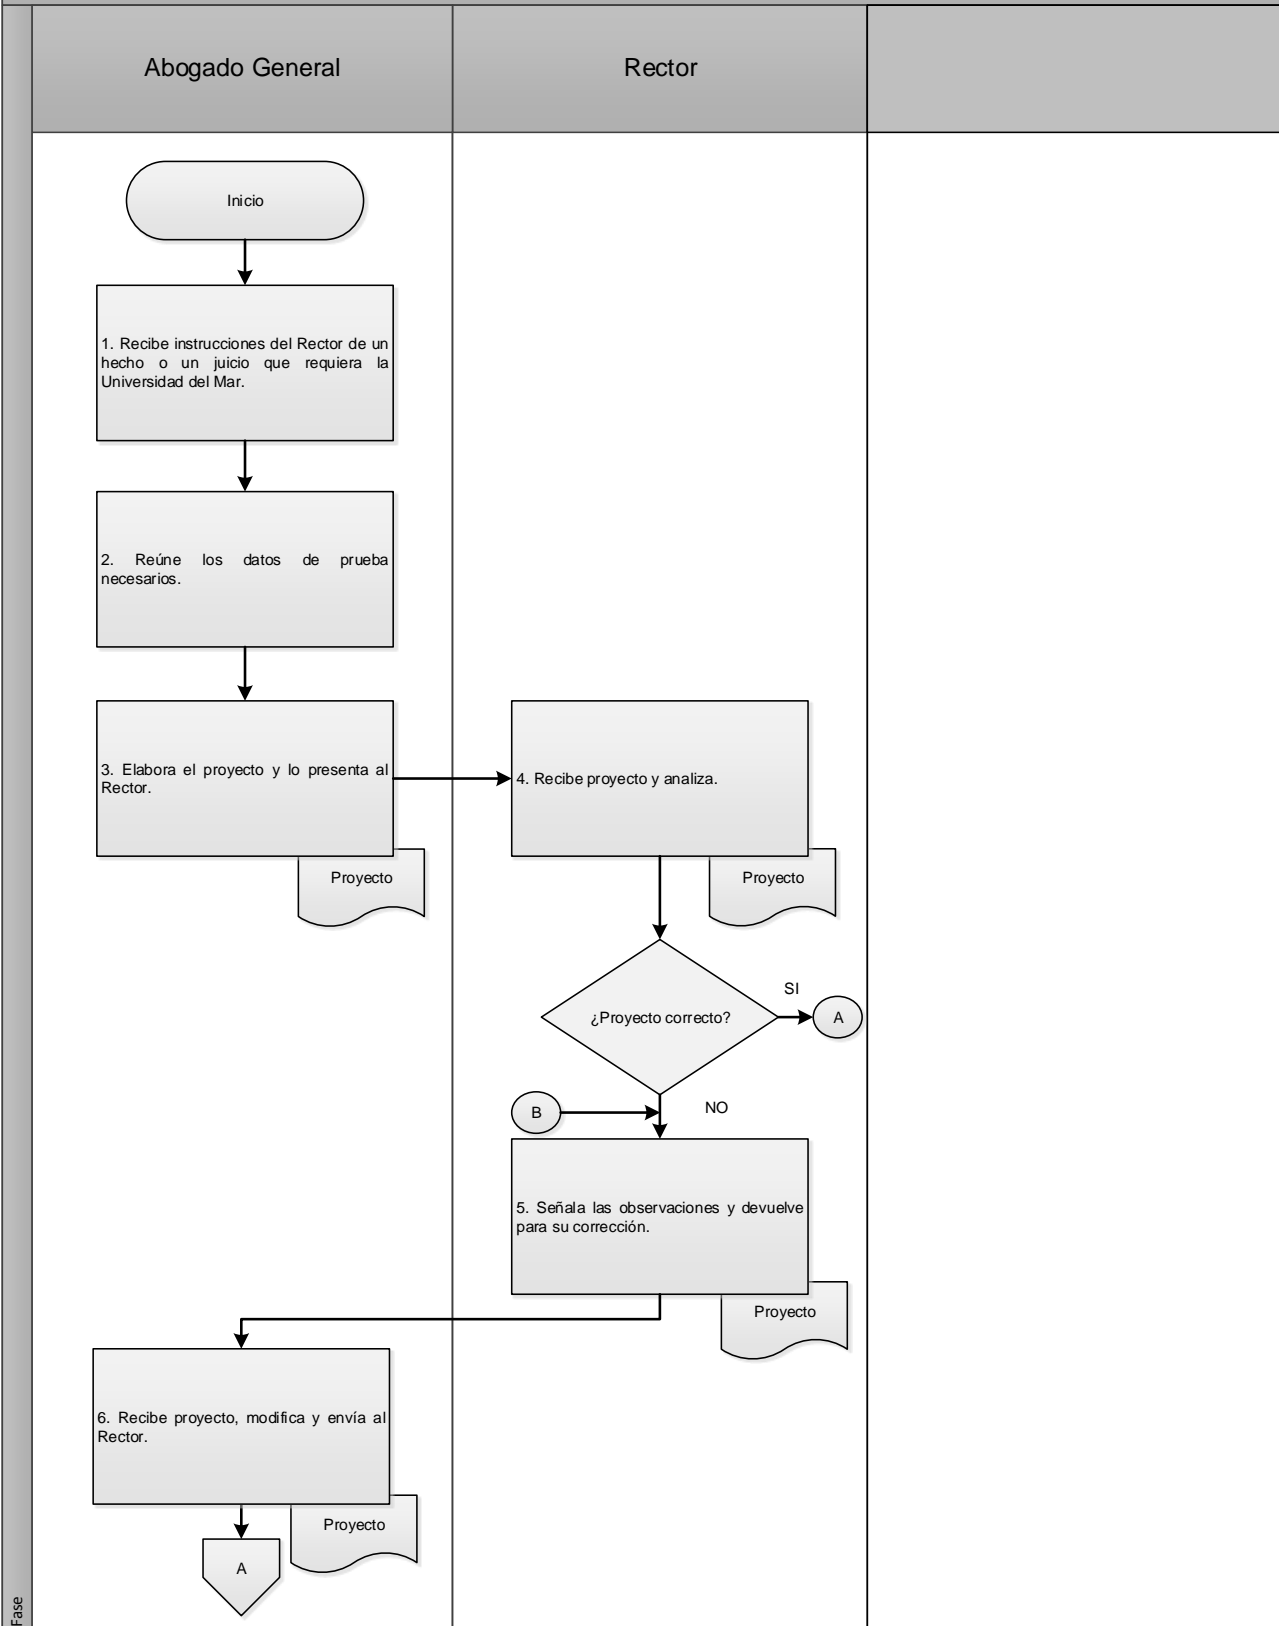 Abogado General
Rector
Inicio
1. Recibe instrucciones del Rector de un
hecho o un juicio que requiera la
Universidad del Mar.
2. Reúne los datos de prueba
necesarios.
3. Elabora el proyecto y lo presenta al
Rector.
Proyecto
4. Recibe proyecto y analiza.
Proyecto
¿Proyecto correcto?
SI
A
NO
B
5. Señala las observaciones y devuelve
para su corrección.
Proyecto
6. Recibe proyecto, modifica y envía al
Rector.
Proyecto
A
Fase